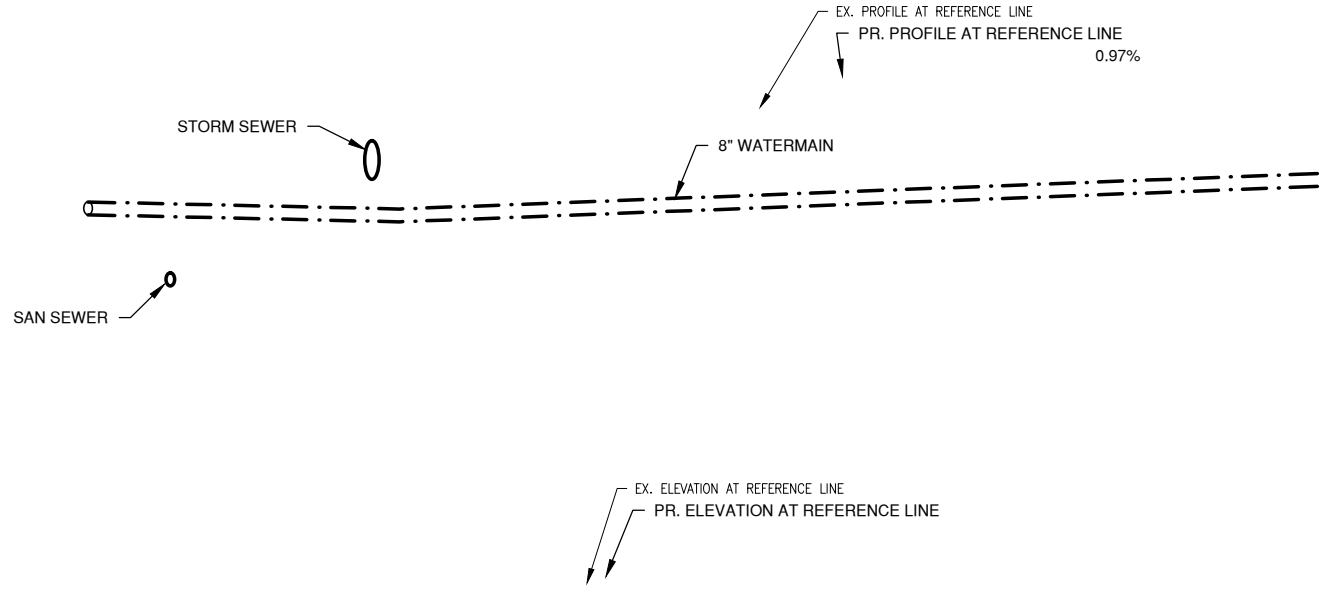 EX. PROFILE AT REFERENCE LINE
PR. PROFILE AT REFERENCE LINE
0.97%
STORM SEWER
8" WATERMAIN
SAN SEWER
EX. ELEVATION AT REFERENCE LINE
PR. ELEVATION AT REFERENCE LINE